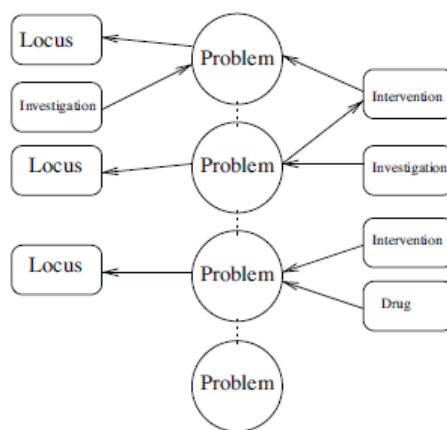 Locus
Problem
Investigation
Intervention
Locus
Problem
Investigation
Intervention
Locus
Problem
Drug
Problem